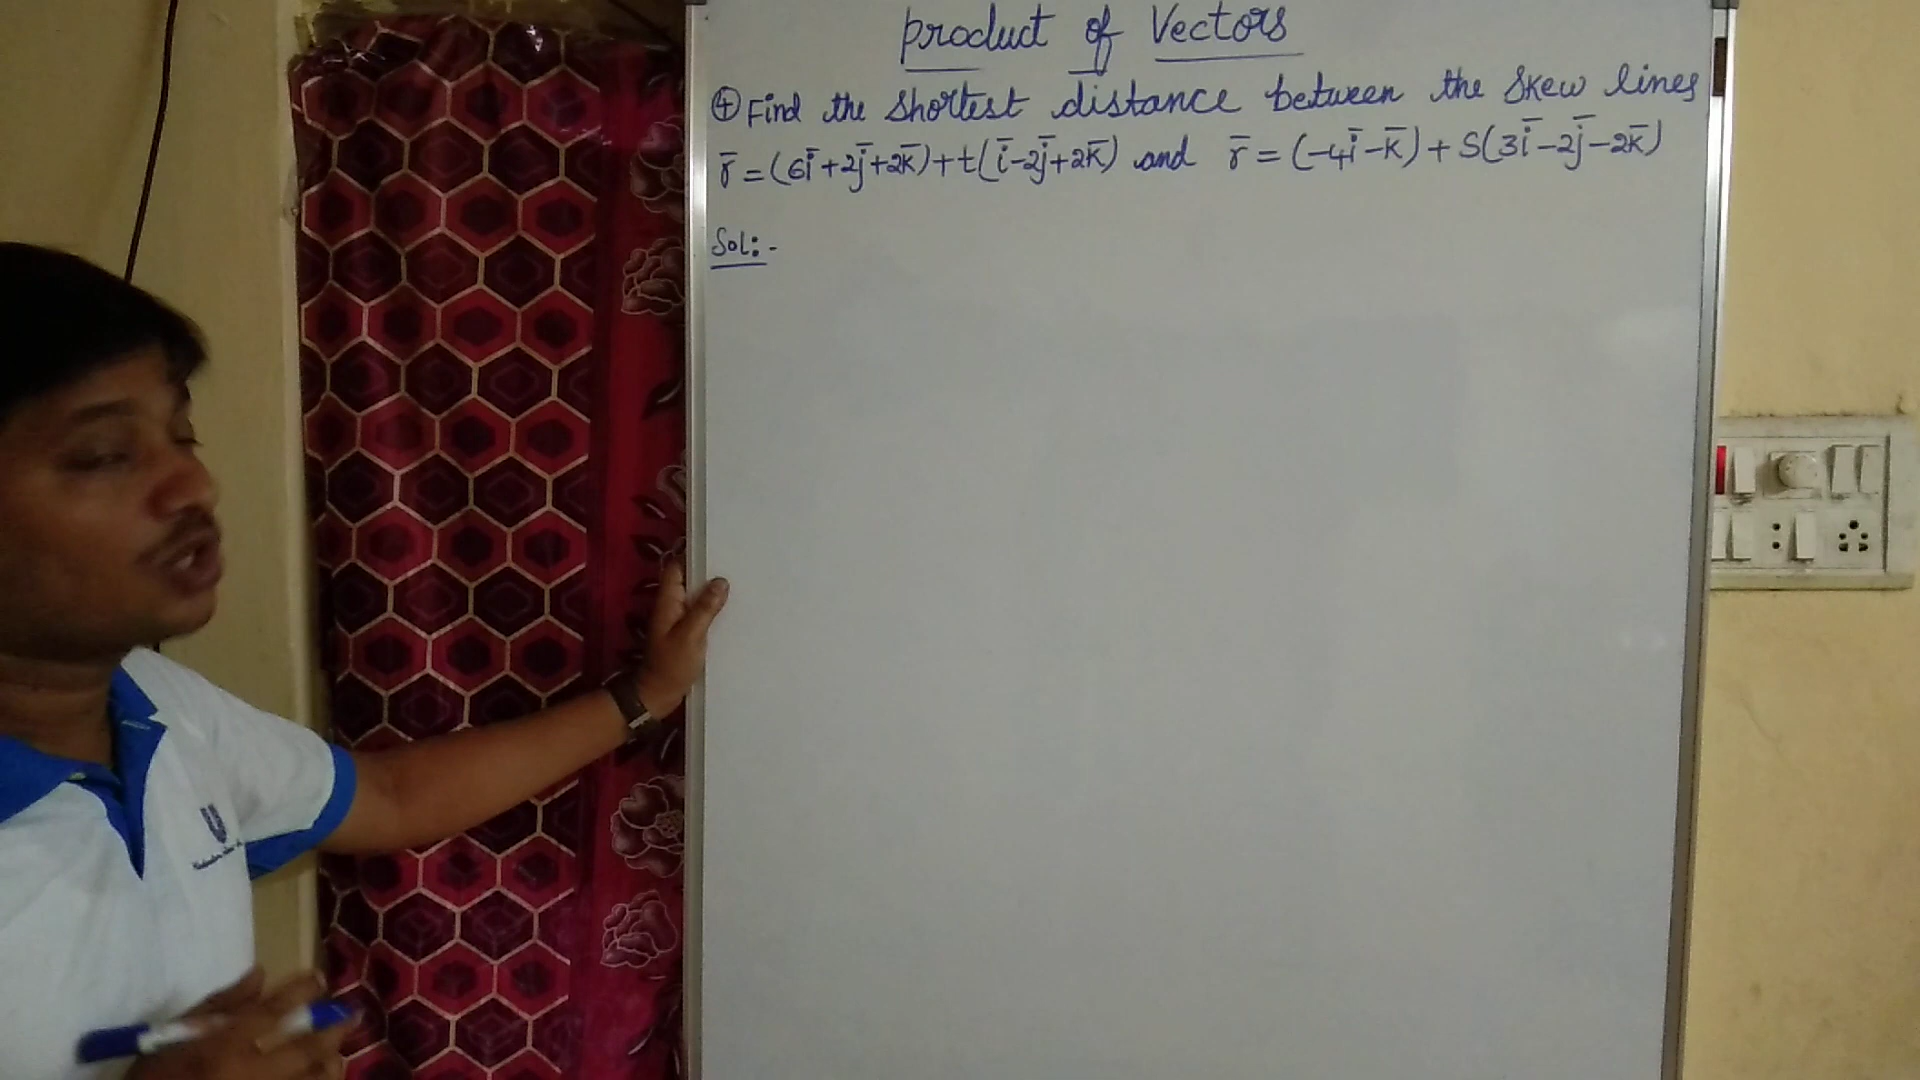 product of Vectors
④ Find the shortest distance between the skew lines
r̄ = (6ī+2j̄+2k̄)+t(ī-2j̄+2k̄) and r̄ = (-4ī-k̄)+S(3ī-2j̄-2k̄)
Sol:-